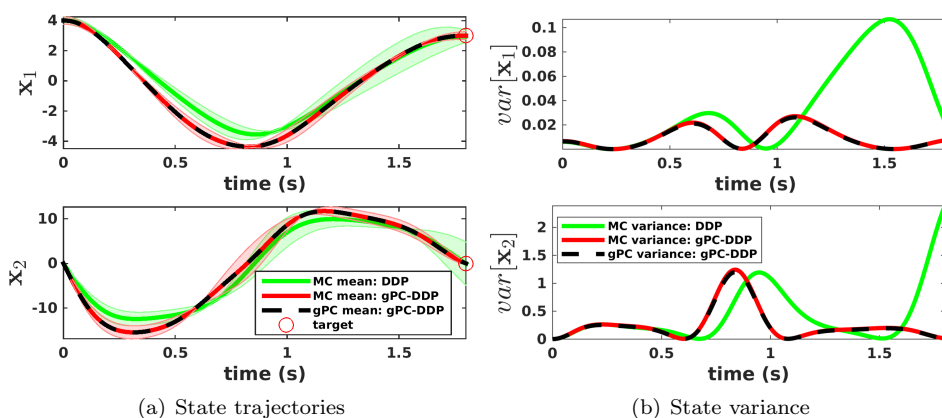 4
2
0
-2
-4
x1
0
0.5
1
1.5
time (s)
10
0
-10
x2
MC mean: DDP
MC mean: gPC-DDP
gPC mean: gPC-DDP
target
0
0.5
1
1.5
time (s)
(a) State trajectories
0.1
0.08
0.06
0.04
0.02
var[x1]
0
0.5
1
1.5
time (s)
2
1.5
1
0.5
0
var[x2]
MC variance: DDP
MC variance: gPC-DDP
gPC variance: gPC-DDP
0
0.5
1
1.5
time (s)
(b) State variance